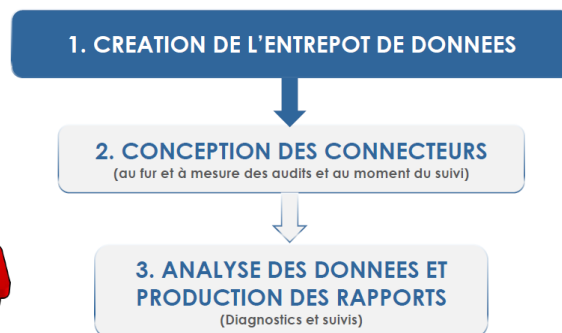 1. CREATION DE L'ENTREPOT DE DONNEES
2. CONCEPTION DES CONNECTEURS
(au fur et à mesure des audits et au moment du suivi)
3. ANALYSE DES DONNEES ET
PRODUCTION DES RAPPORTS
(Diagnostics et suivis)